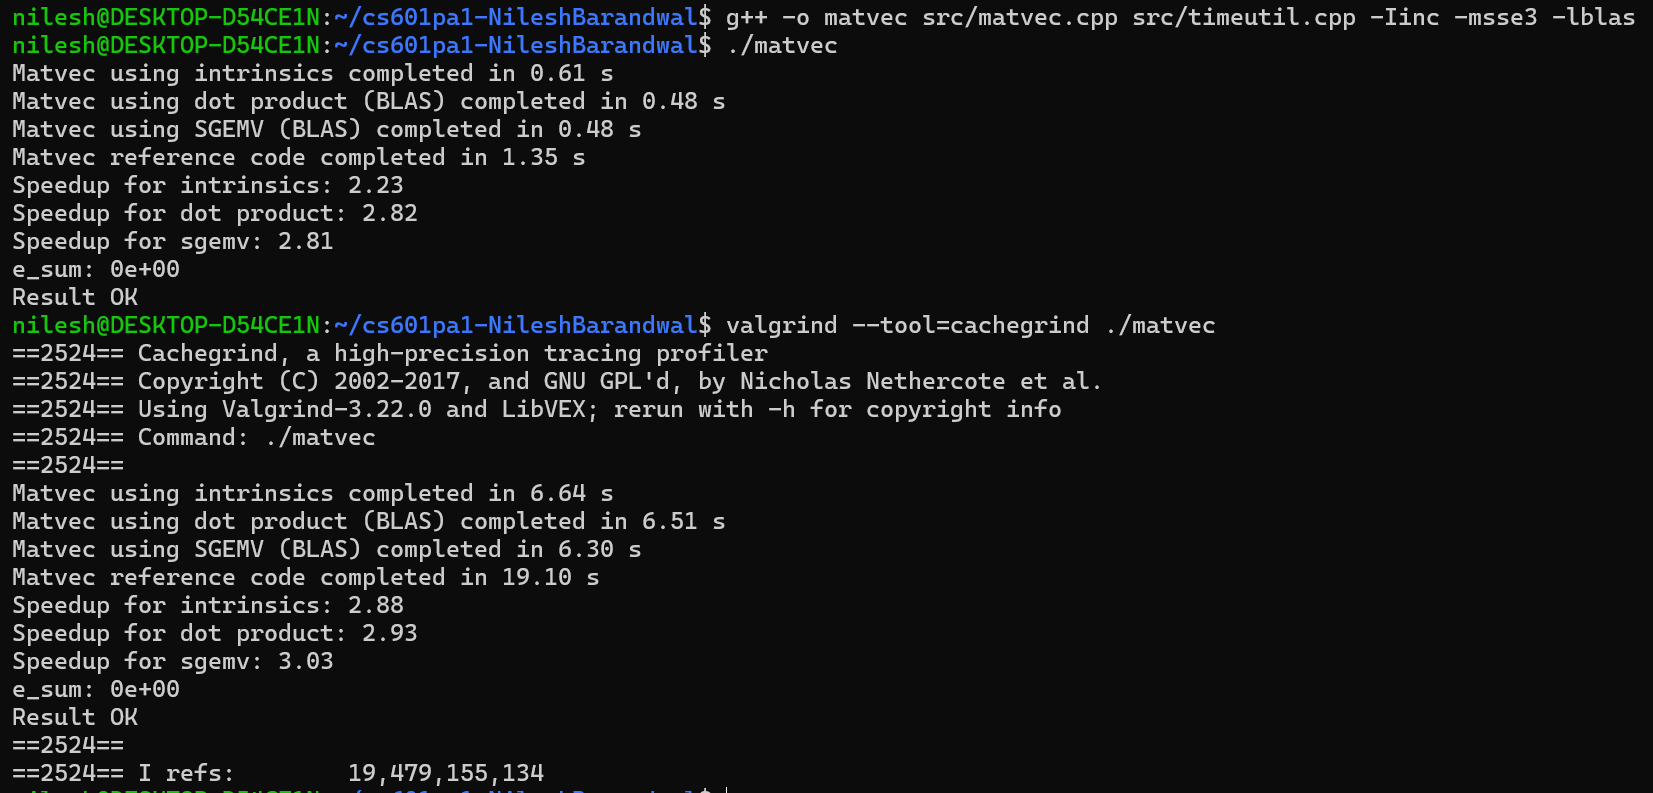 nilesh@DESKTOP-D54CE1N:~/cs601pa1-NileshBarandwal$ g++ -o matvec src/matvec.cpp src/timeutil.cpp -Iinc -msse3 -lblas
nilesh@DESKTOP-D54CE1N:~/cs601pa1-NileshBarandwal$ ./matvec
Matvec using intrinsics completed in 0.61 s
Matvec using dot product (BLAS) completed in 0.48 s
Matvec using SGEMV (BLAS) completed in 0.48 s
Matvec reference code completed in 1.35 s
Speedup for intrinsics: 2.23
Speedup for dot product: 2.82
Speedup for sgemv: 2.81
e_sum: 0e+00
Result OK
nilesh@DESKTOP-D54CE1N:~/cs601pa1-NileshBarandwal$ valgrind --tool=cachegrind ./matvec
==2524== Cachegrind, a high-precision tracing profiler
==2524== Copyright (C) 2002-2017, and GNU GPL'd, by Nicholas Nethercote et al.
==2524== Using Valgrind-3.22.0 and LibVEX; rerun with -h for copyright info
==2524== Command: ./matvec
==2524==
Matvec using intrinsics completed in 6.64 s
Matvec using dot product (BLAS) completed in 6.51 s
Matvec using SGEMV (BLAS) completed in 6.30 s
Matvec reference code completed in 19.10 s
Speedup for intrinsics: 2.88
Speedup for dot product: 2.93
Speedup for sgemv: 3.03
e_sum: 0e+00
Result OK
==2524==
==2524== I refs:        19,479,155,134